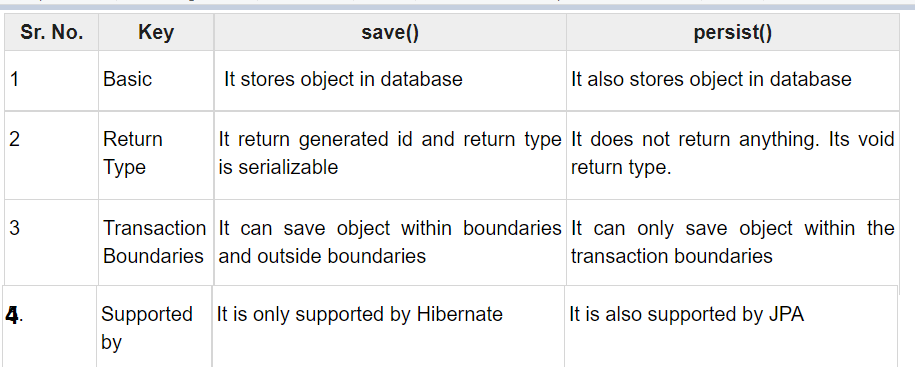 Sr. No. Key save() persist()
1 Basic It stores object in database It also stores object in database
2 Return Type It return generated id and return type is serializable It does not return anything. Its void return type.
3 Transaction Boundaries It can save object within boundaries and outside boundaries It can only save object within the transaction boundaries
4. Supported by It is only supported by Hibernate It is also supported by JPA